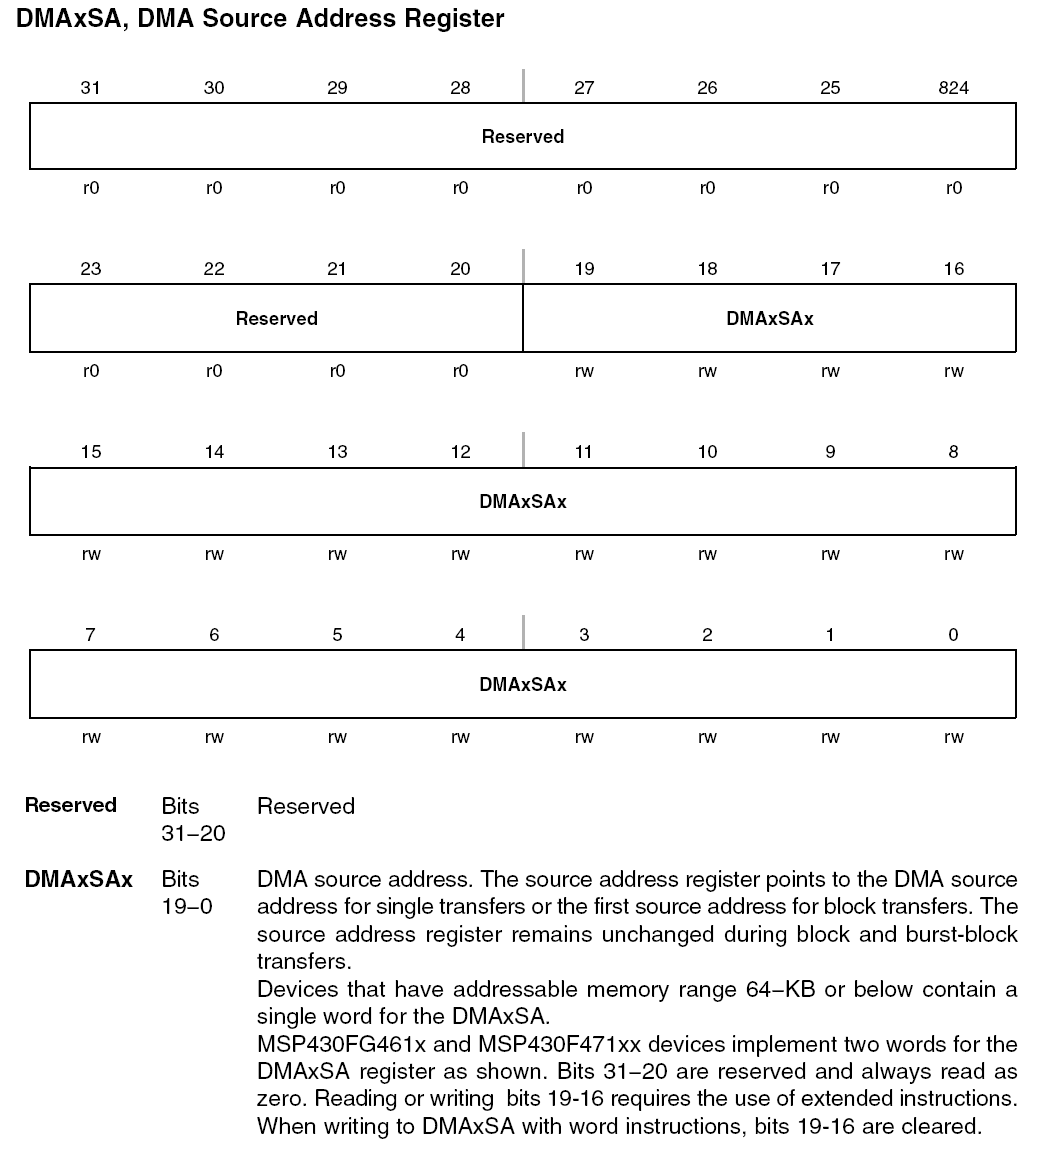 DMAxSA, DMA Source Address Register
31 30 29 28 27 26 25 824
Reserved
r0 r0 r0 r0 r0 r0 r0 r0
23 22 21 20 19 18 17 16
Reserved DMAxSAx
r0 r0 r0 r0 rw rw rw rw
15 14 13 12 11 10 9 8
DMAxSAx
rw rw rw rw rw rw rw rw
7 6 5 4 3 2 1 0
DMAxSAx
rw rw rw rw rw rw rw rw
Reserved Bits Reserved
31−20
DMAxSAx Bits DMA source address. The source address register points to the DMA source
19−0 address for single transfers or the first source address for block transfers. The
source address register remains unchanged during block and burst-block
transfers.
Devices that have addressable memory range 64−KB or below contain a
single word for the DMAxSA.
MSP430FG461x and MSP430F471xx devices implement two words for the
DMAxSA register as shown. Bits 31−20 are reserved and always read as
zero. Reading or writing bits 19-16 requires the use of extended instructions.
When writing to DMAxSA with word instructions, bits 19-16 are cleared.